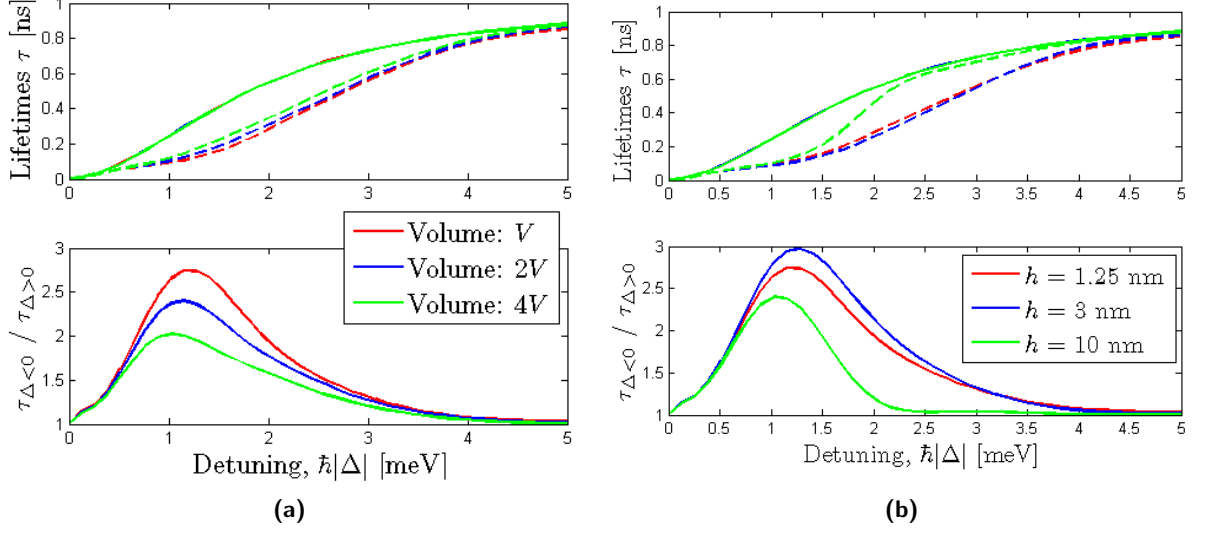 Lifetimes τ [ns]
1
0.8
0.6
0.4
0.2
0
0 1 2 3 4 5
τΔ<0 / τΔ>0
3
2.5
2
1.5
1
0 1 2 3 4 5
Volume: V
Volume: 2V
Volume: 4V
Detuning, ħ|Δ| [meV]
(a)
Lifetimes τ [ns]
1
0.8
0.6
0.4
0.2
0
0 0.5 1 1.5 2 2.5 3 3.5 4 4.5 5
τΔ<0 / τΔ>0
3
2.5
2
1.5
1
0 0.5 1 1.5 2 2.5 3 3.5 4 4.5 5
h = 1.25 nm
h = 3 nm
h = 10 nm
Detuning, ħ|Δ| [meV]
(b)